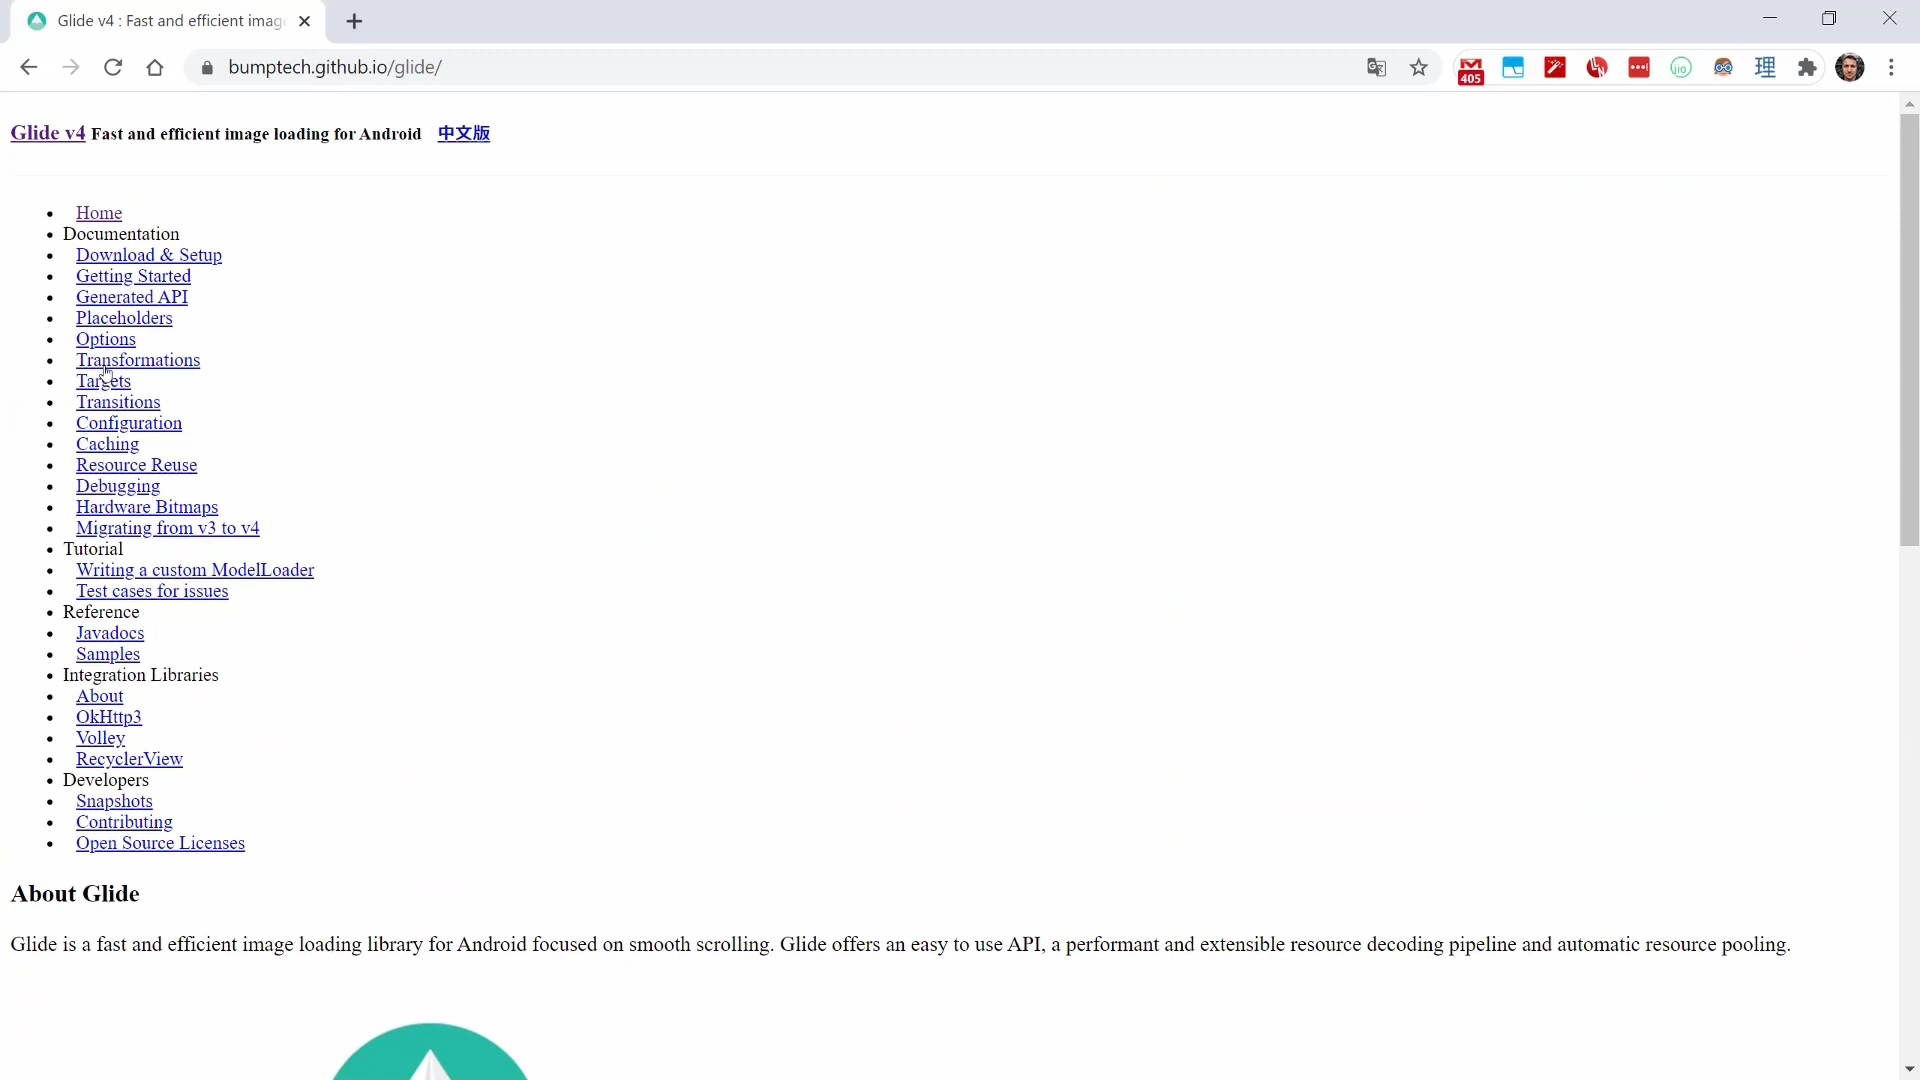 Glide v4 : Fast and efficient imag
bumptech.github.io/glide/
405
理
Glide v4 Fast and efficient image loading for Android 中文版
Home
Documentation
Download & Setup
Getting Started
Generated API
Placeholders
Options
Transformations
Targets
Transitions
Configuration
Caching
Resource Reuse
Debugging
Hardware Bitmaps
Migrating from v3 to v4
Tutorial
Writing a custom ModelLoader
Test cases for issues
Reference
Javadocs
Samples
Integration Libraries
About
OkHttp3
Volley
RecyclerView
Developers
Snapshots
Contributing
Open Source Licenses
About Glide
Glide is a fast and efficient image loading library for Android focused on smooth scrolling. Glide offers an easy to use API, a performant and extensible resource decoding pipeline and automatic resource pooling.